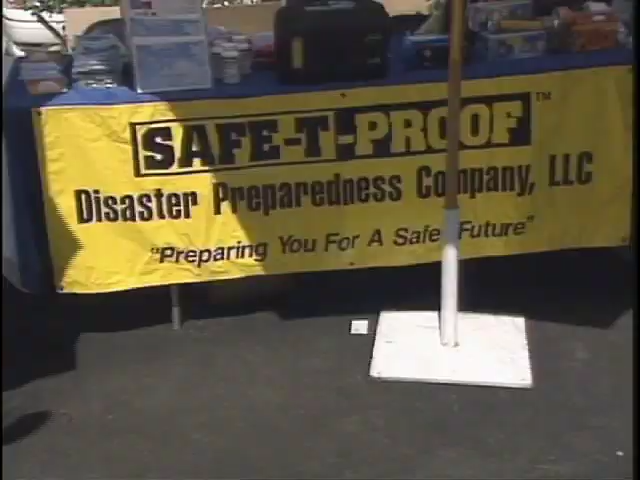 SAFE-T-PROOF™
Disaster Preparedness Company, LLC
"Preparing You For A Safe Future"